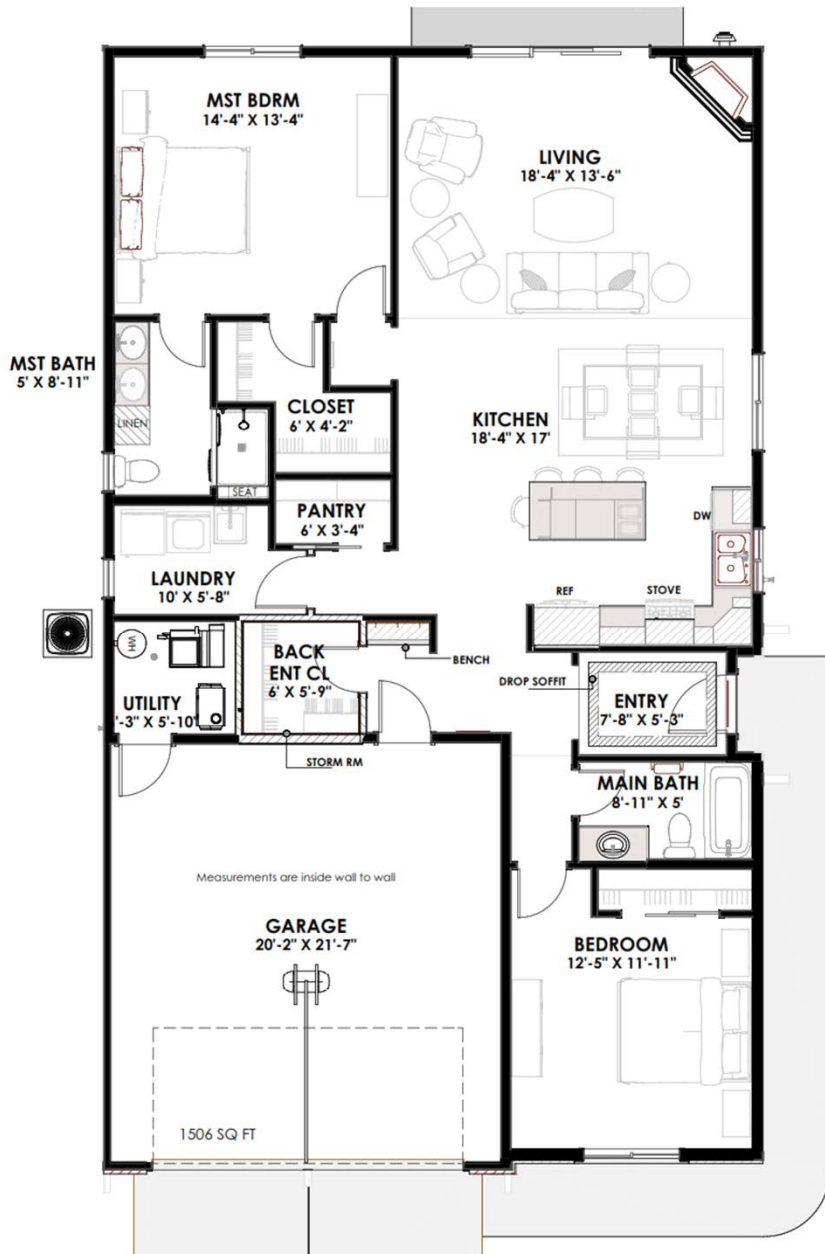 MST BDRM
14'-4" X 13'-4"
LIVING
18'-4" X 13'-6"
MST BATH
5' X 8'-11"
LINEN
CLOSET
6' X 4'-2"
KITCHEN
18'-4" X 17'
SEAT
PANTRY
6' X 3'-4"
DW
LAUNDRY
10' X 5'-8"
REF
STOVE
WH
BACK
ENT CL
6' X 5'-9"
BENCH
DROP SOFFIT
ENTRY
7'-8" X 5'-3"
UTILITY
'-3" X 5'-10"
STORM RM
MAIN BATH
8'-11" X 5'
Measurements are inside wall to wall
GARAGE
20'-2" X 21'-7"
BEDROOM
12'-5" X 11'-11"
1506 SQ FT